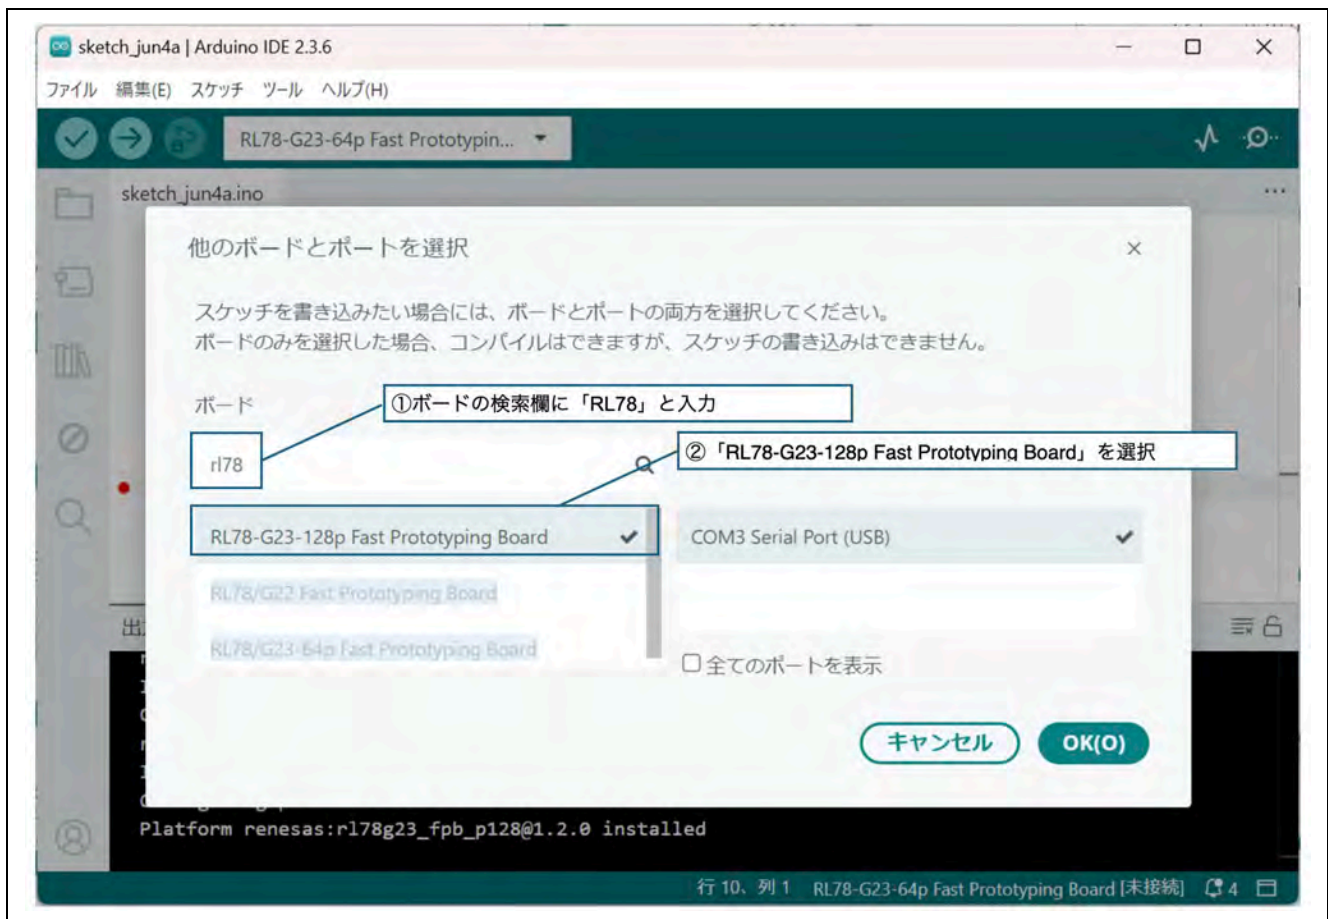 sketch_jun4a | Arduino IDE 2.3.6
ファイル 編集(E) スケッチ ツール ヘルプ(H)
RL78-G23-64p Fast Prototypin...
sketch_jun4a.ino
他のボードとポートを選択
スケッチを書き込みたい場合には、ボードとポートの両方を選択してください。
ボードのみを選択した場合、コンパイルはできますが、スケッチの書き込みはできません。
ボード
①ボードの検索欄に「RL78」と入力
rl78
②「RL78-G23-128p Fast Prototyping Board」を選択
RL78-G23-128p Fast Prototyping Board
COM3 Serial Port (USB)
RL78/G22 Fast Prototyping Board
RL78/G23-64p Fast Prototyping Board
全てのポートを表示
キャンセル
OK(O)
Platform renesas:rl78g23_fpb_p128@1.2.0 installed
行 10、列 1 RL78-G23-64p Fast Prototyping Board [未接続] 4